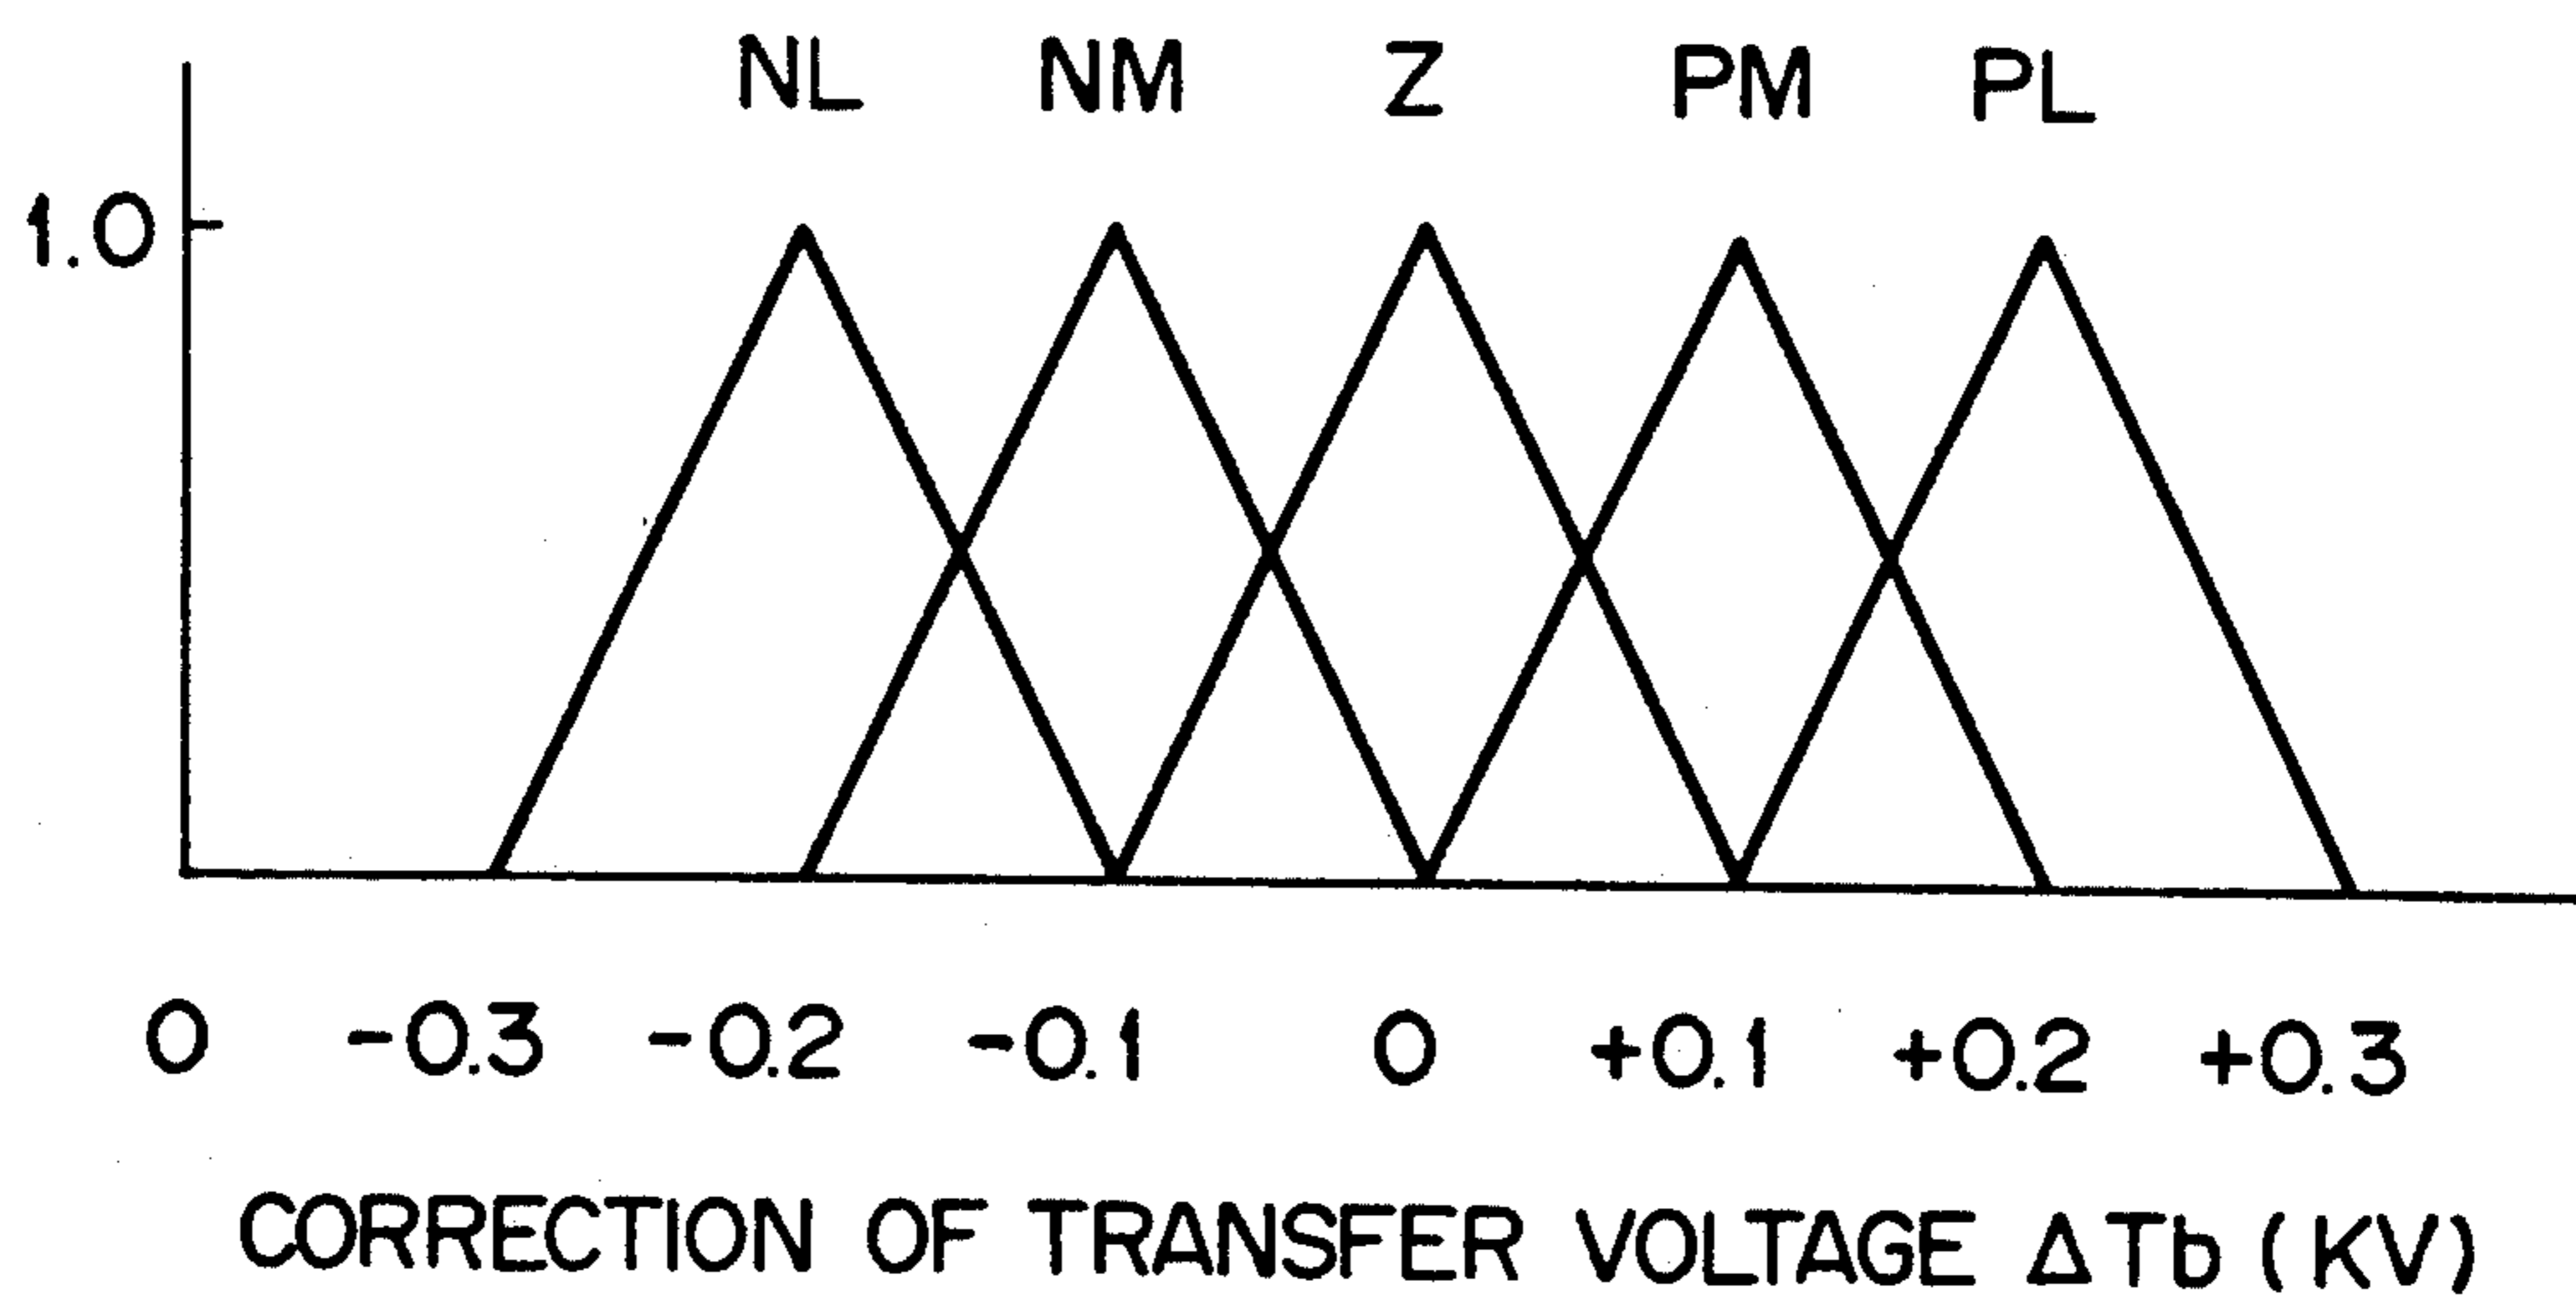 NL NM Z PM PL
1.0
0 -0.3 -0.2 -0.1 0 +0.1 +0.2 +0.3
CORRECTION OF TRANSFER VOLTAGE ΔTb (KV)